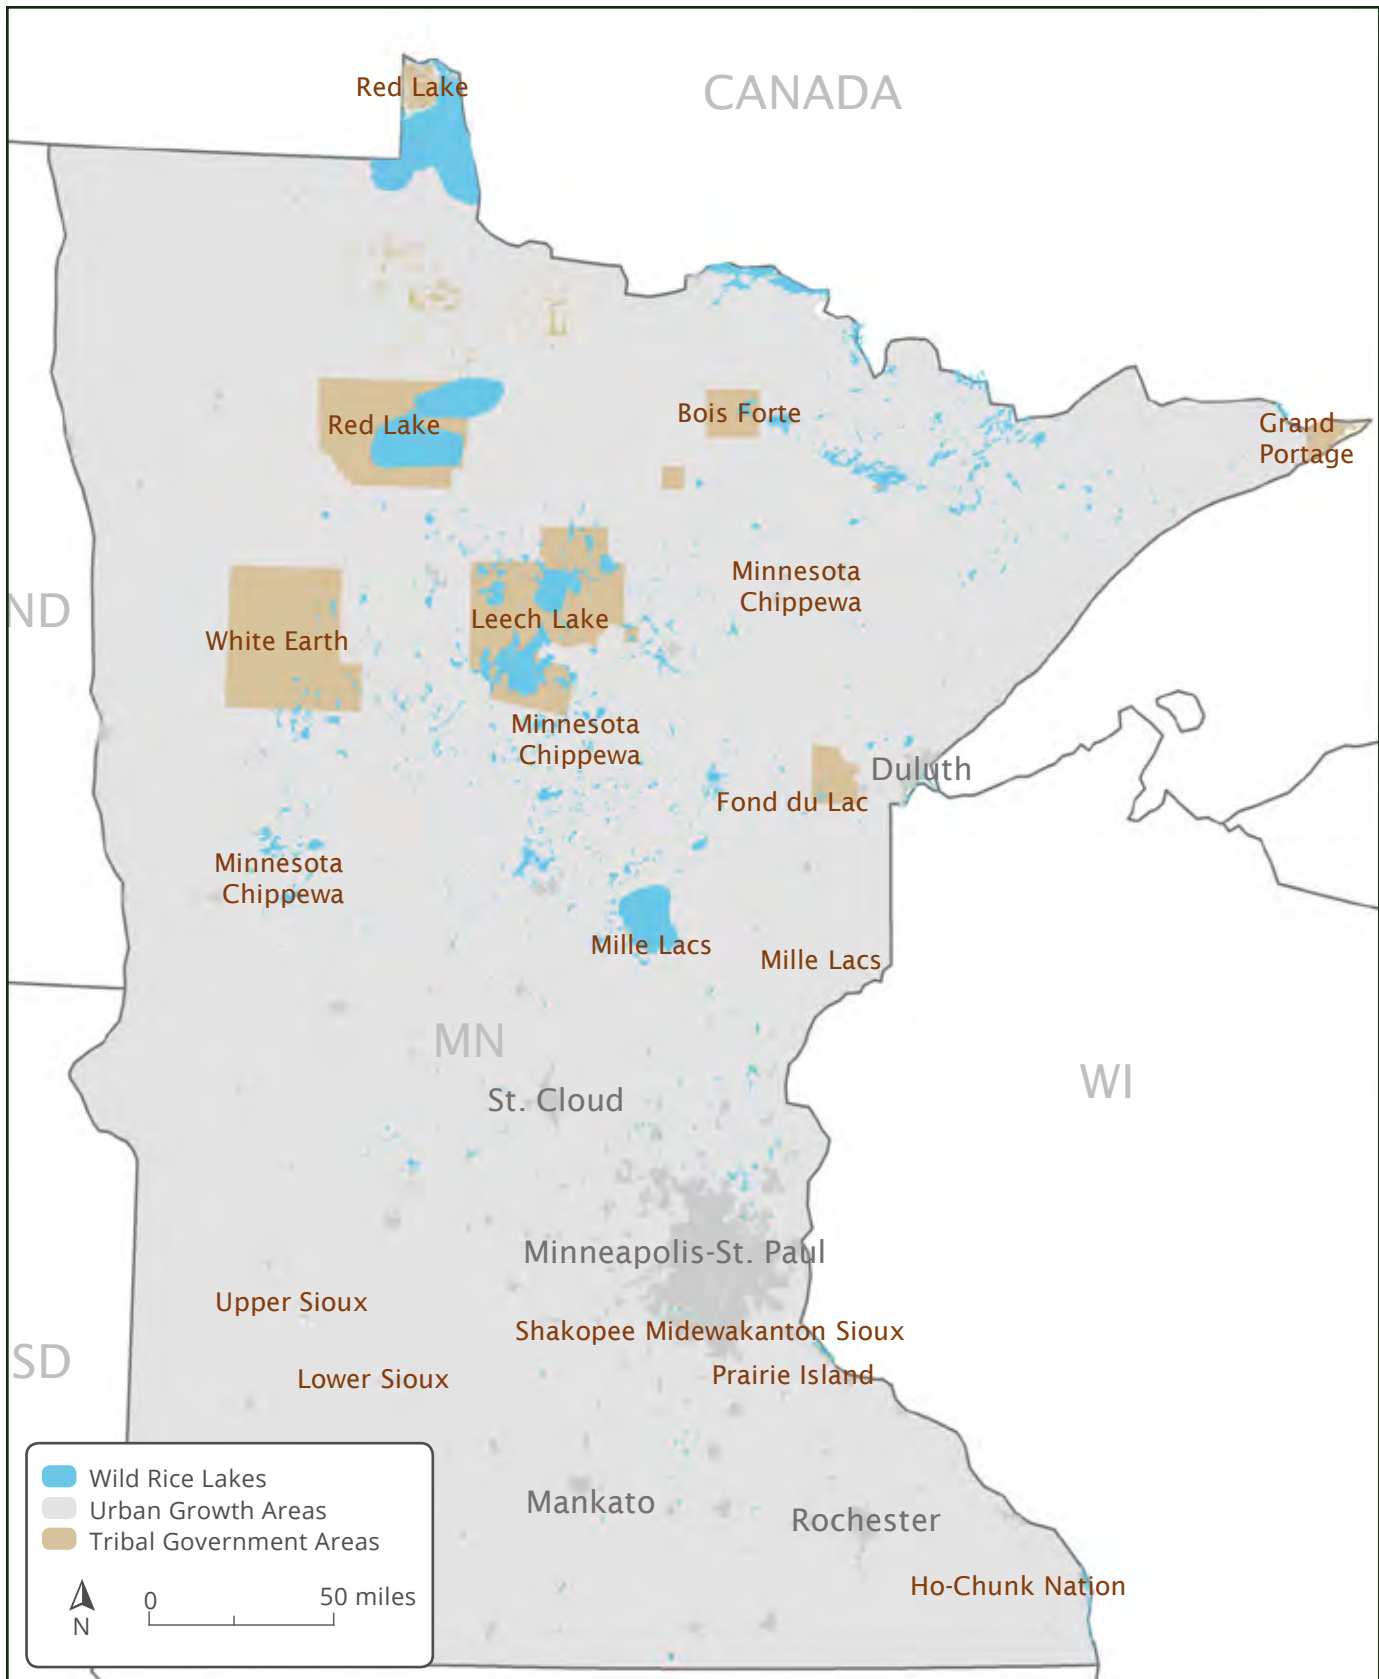 Red Lake
CANADA
Red Lake
Bois Forte
Grand
Portage
Minnesota
Chippewa
ND
White Earth
Leech Lake
Minnesota
Chippewa
Duluth
Fond du Lac
Minnesota
Chippewa
Mille Lacs
Mille Lacs
MN
WI
St. Cloud
Minneapolis-St. Paul
Upper Sioux
Shakopee Midewakanton Sioux
SD
Lower Sioux
Prairie Island
Wild Rice Lakes
Urban Growth Areas
Tribal Government Areas
0
50 miles
N
Mankato
Rochester
Ho-Chunk Nation